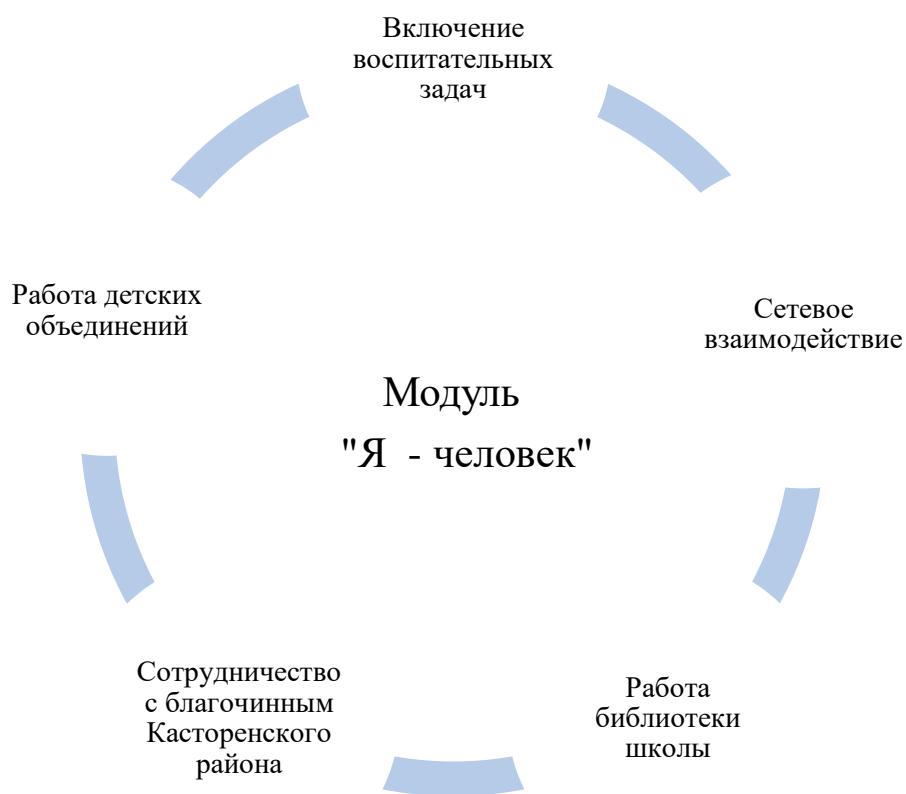 Включение
воспитательных
задач
Сетевое
взаимодействие
Работа
библиотеки
школы
Сотрудничество
с благочинным
Касторенского
района
Работа детских
объединений
Модуль
"Я - человек"